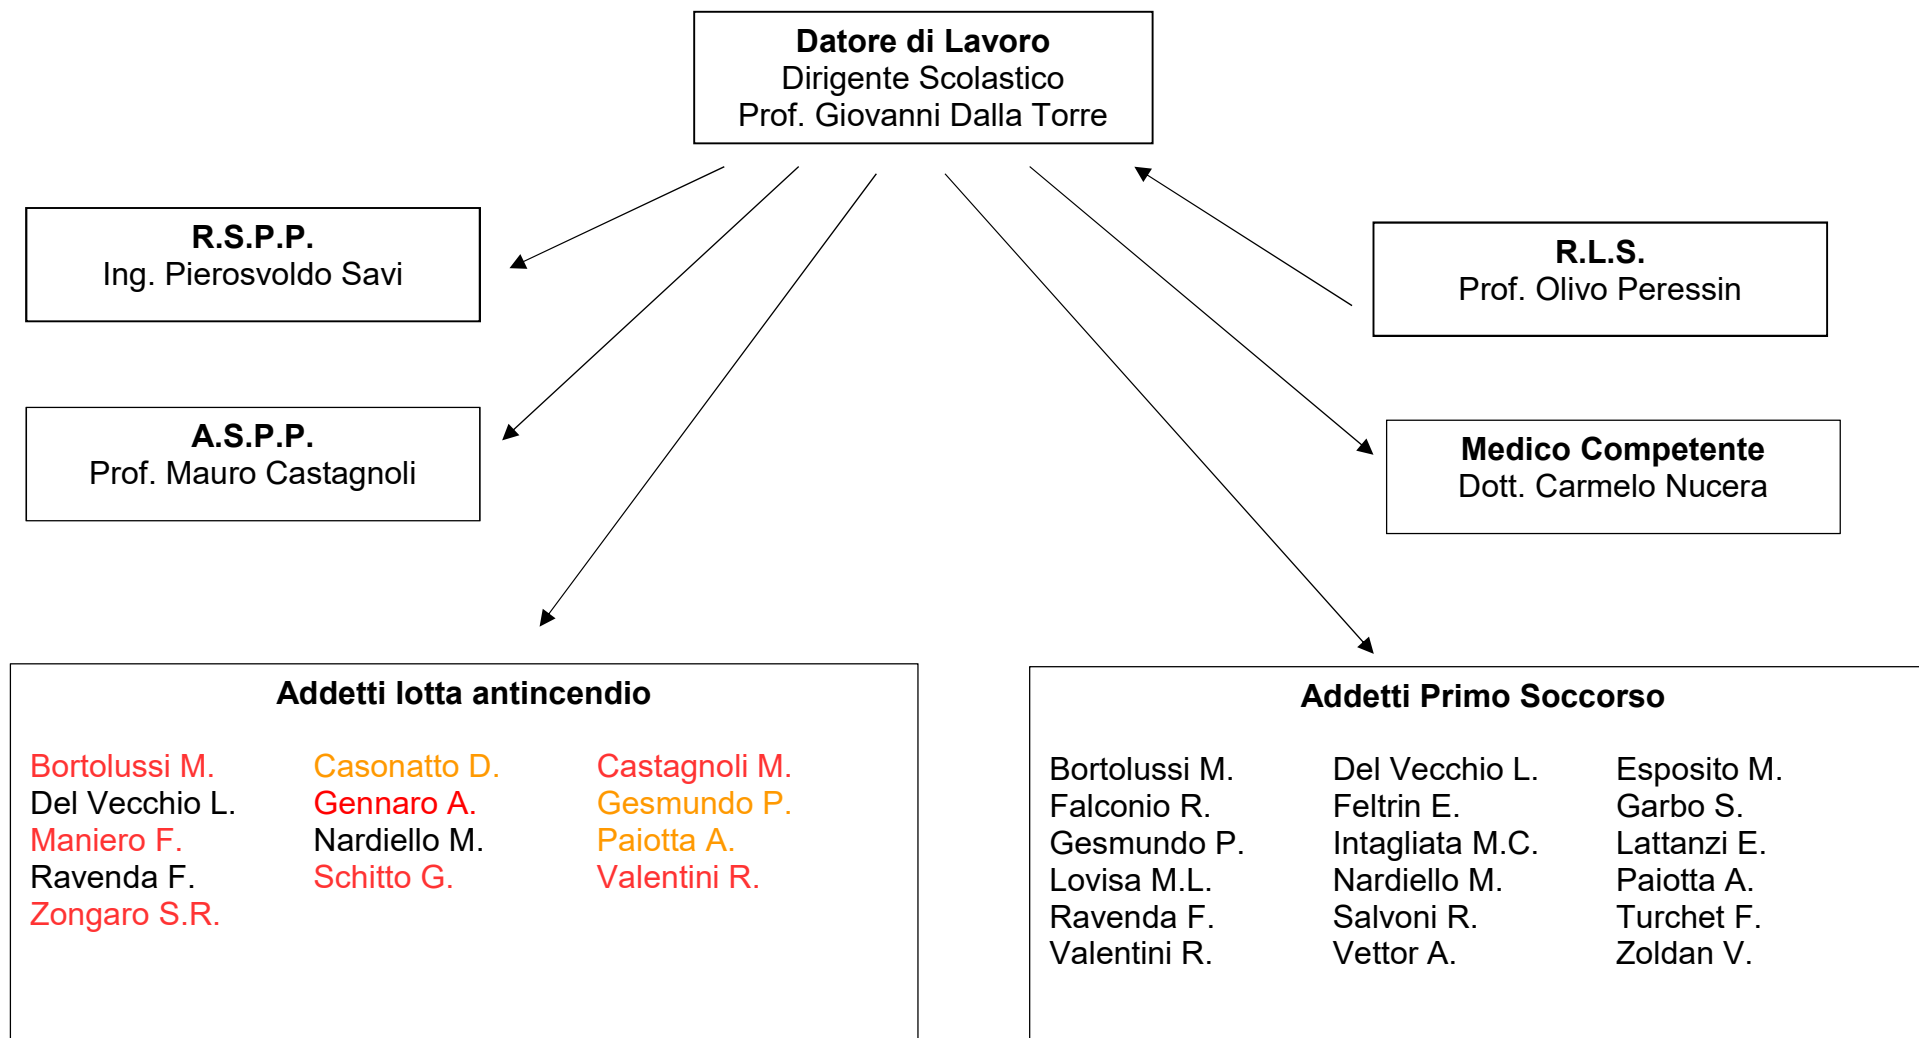 Datore di Lavoro
Dirigente Scolastico
Prof. Giovanni Dalla Torre
R.S.P.P.
Ing. Pierosvoldo Savi
R.L.S.
Prof. Olivo Peressin
A.S.P.P.
Prof. Mauro Castagnoli
Medico Competente
Dott. Carmelo Nucera
Addetti lotta antincendio
Bortolussi M. Casonatto D. Castagnoli M.
Del Vecchio L. Gennaro A. Gesmundo P.
Maniero F. Nardiello M. Paiotta A.
Ravenda F. Schitto G. Valentini R.
Zongaro S.R.
Addetti Primo Soccorso
Bortolussi M. Del Vecchio L. Esposito M.
Falconio R. Feltrin E. Garbo S.
Gesmundo P. Intagliata M.C. Lattanzi E.
Lovisa M.L. Nardiello M. Paiotta A.
Ravenda F. Salvoni R. Turchet F.
Valentini R. Vettor A. Zoldan V.